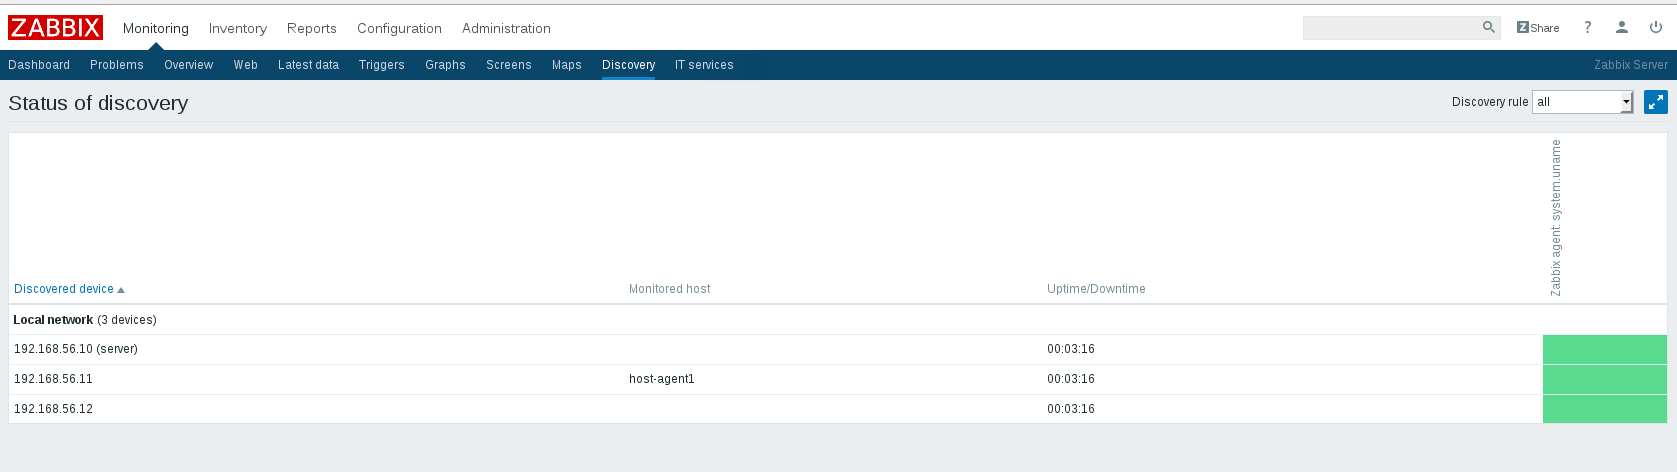 ZABBIX Monitoring Inventory Reports Configuration Administration Z Share ?
Dashboard Problems Overview Web Latest data Triggers Graphs Screens Maps Discovery IT services Zabbix Server
Status of discovery Discovery rule all
Zabbix agent: system.uname
Discovered device Monitored host Uptime/Downtime
Local network (3 devices)
192.168.56.10 (server) 00:03:16
192.168.56.11 host-agent1 00:03:16
192.168.56.12 00:03:16